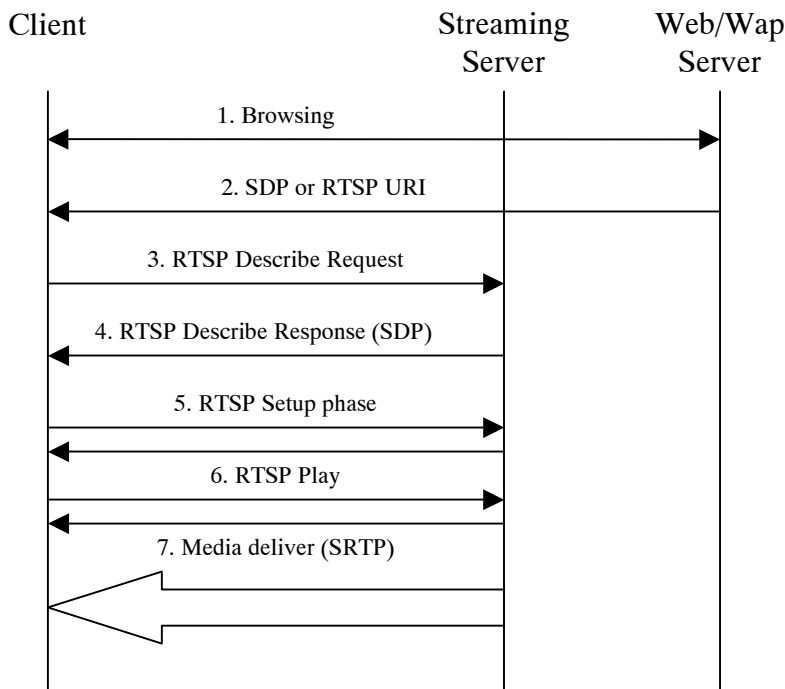 Client
Streaming
Server
Web/Wap
Server
1. Browsing
2. SDP or RTSP URI
3. RTSP Describe Request
4. RTSP Describe Response (SDP)
5. RTSP Setup phase
6. RTSP Play
7. Media deliver (SRTP)